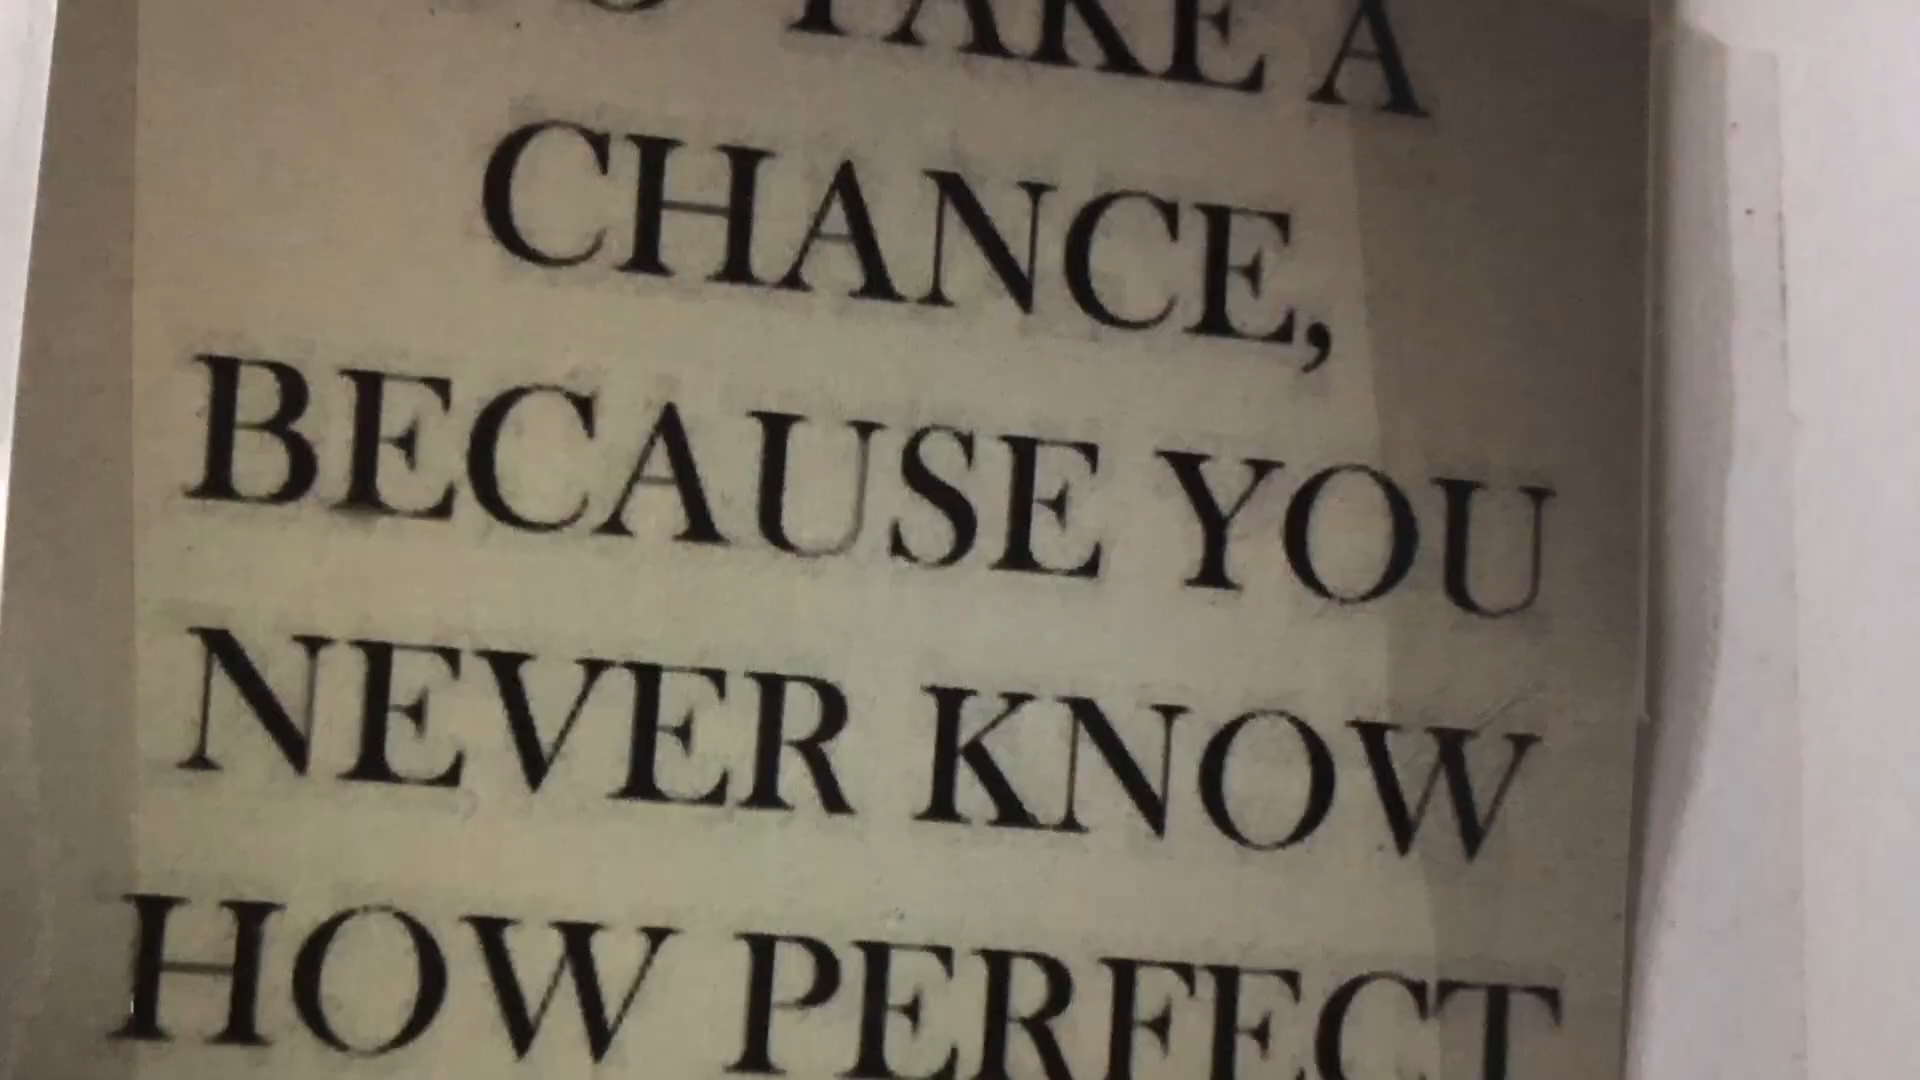 TAKE A
CHANCE,
BECAUSE YOU
NEVER KNOW
HOW PERFECT